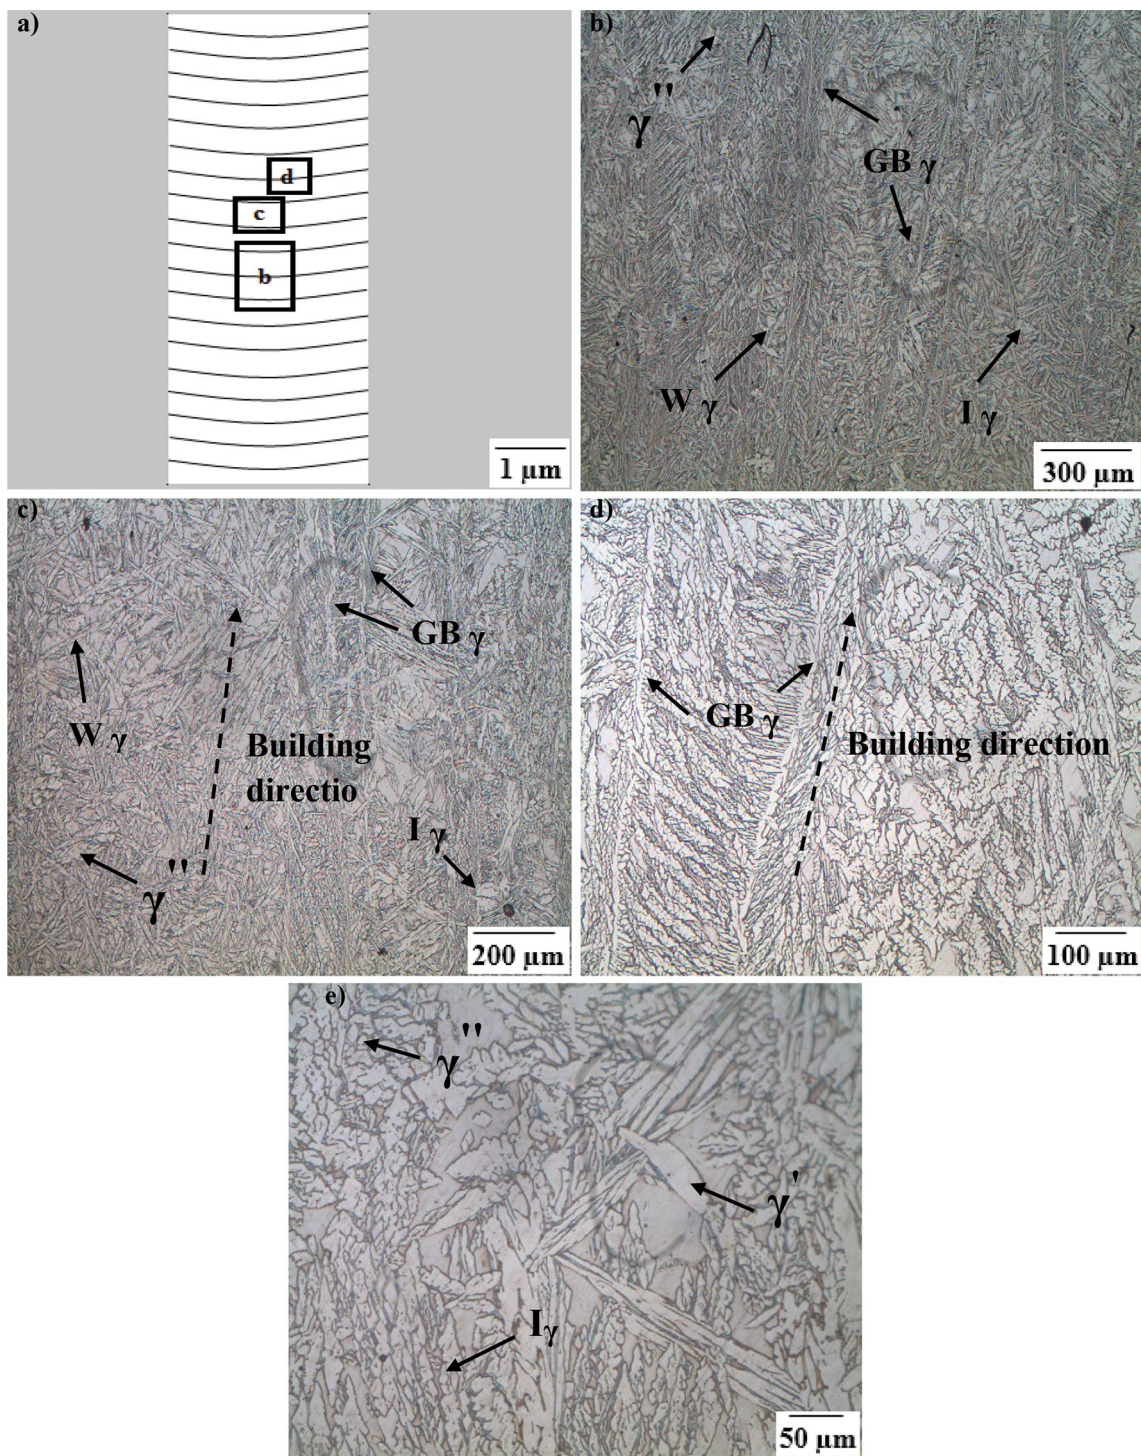 a)
d
c
b
1 µm
b)
γ''
GB γ
W γ
I γ
300 µm
c)
GB γ
W γ
Building
directio
I γ
γ''
200 µm
d)
GB γ
Building direction
100 µm
e)
γ''
γ'
Iγ
50 µm